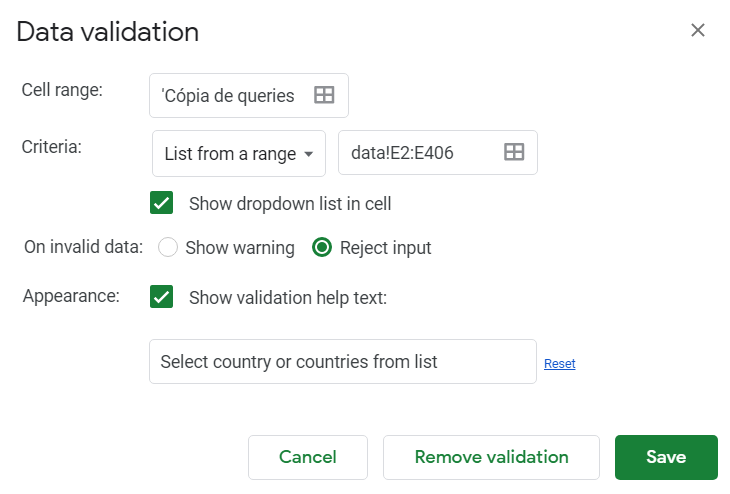 Data validation
Cell range: 'Cópia de queries
Criteria: List from a range data!E2:E406
Show dropdown list in cell
On invalid data: Show warning Reject input
Appearance: Show validation help text:
Select country or countries from list Reset
Cancel Remove validation Save